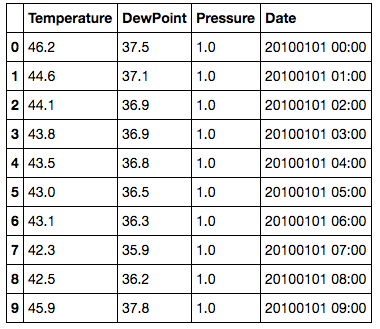 Temperature DewPoint Pressure Date
0 46.2 37.5 1.0 20100101 00:00
1 44.6 37.1 1.0 20100101 01:00
2 44.1 36.9 1.0 20100101 02:00
3 43.8 36.9 1.0 20100101 03:00
4 43.5 36.8 1.0 20100101 04:00
5 43.0 36.5 1.0 20100101 05:00
6 43.1 36.3 1.0 20100101 06:00
7 42.3 35.9 1.0 20100101 07:00
8 42.5 36.2 1.0 20100101 08:00
9 45.9 37.8 1.0 20100101 09:00